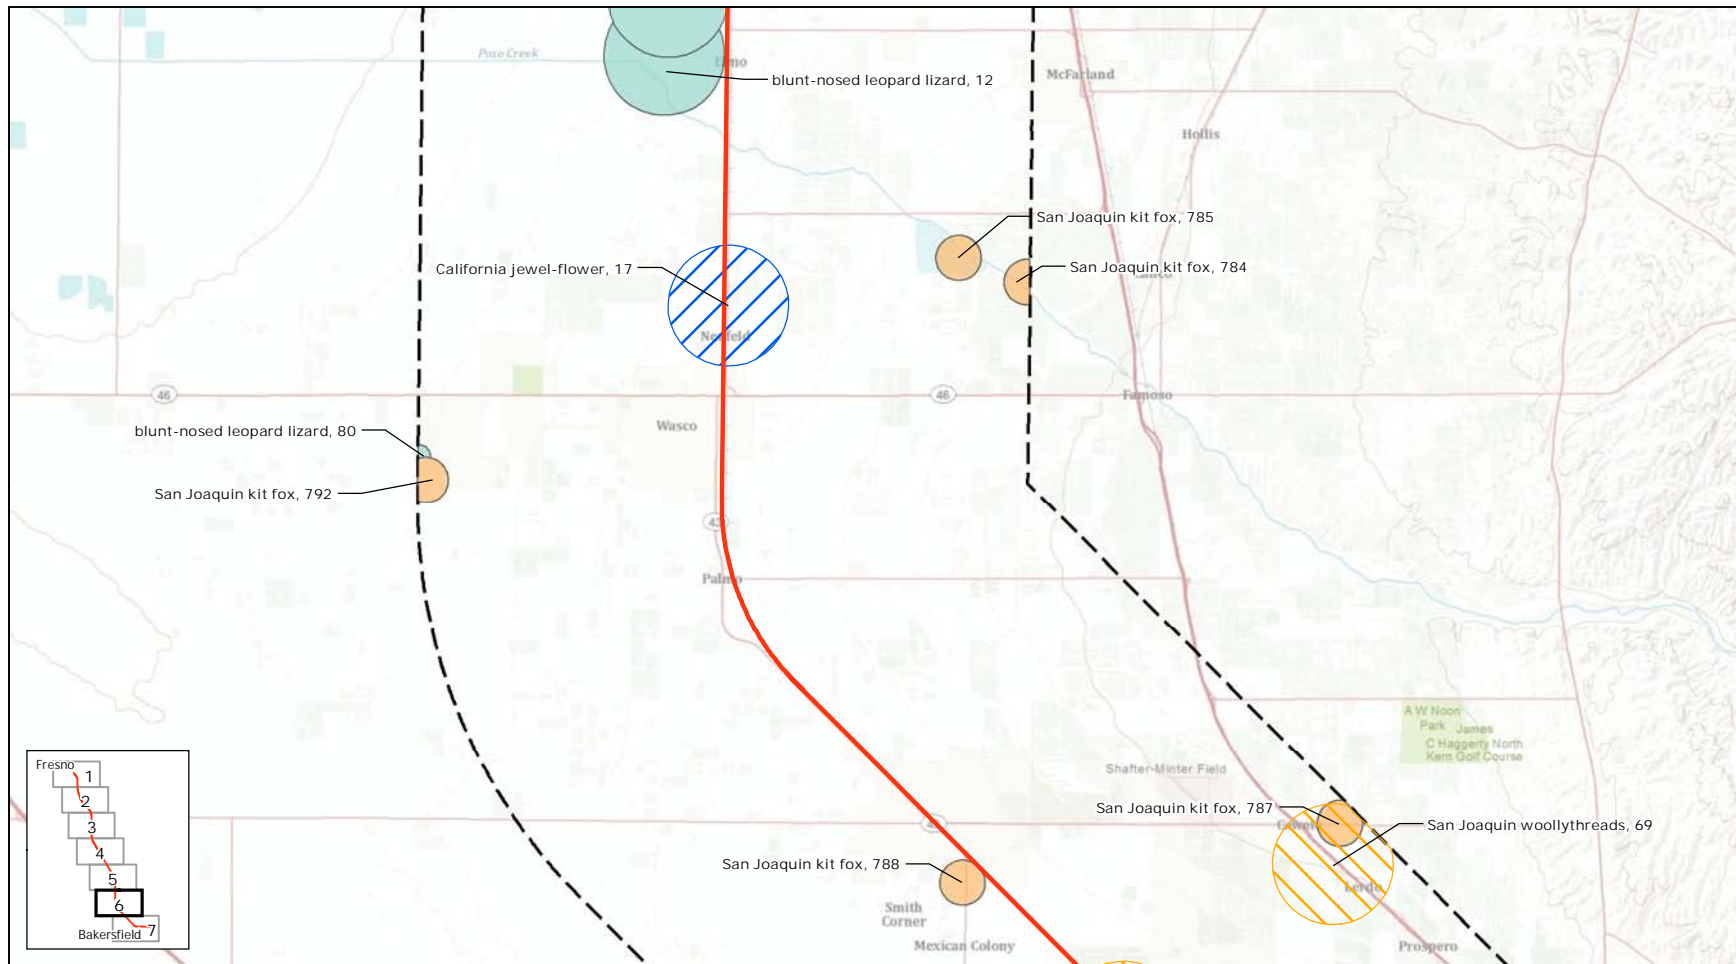 Poso Creek
Elmo
McFarland
blunt-nosed leopard lizard, 12
Hollis
San Joaquin kit fox, 785
California jewel-flower, 17
San Joaquin kit fox, 784
46
46
Famoso
Wasco
blunt-nosed leopard lizard, 80
San Joaquin kit fox, 792
43
Palmo
A W Noon
Park
James
C Haggerty North
Kern Golf Course
Shafter-Minter Field
Fresno
1
2
3
4
5
6
7
Bakersfield
San Joaquin kit fox, 787
San Joaquin woollythreads, 69
San Joaquin kit fox, 788
Lerdo
Smith
Corner
Mexican Colony
Prospero